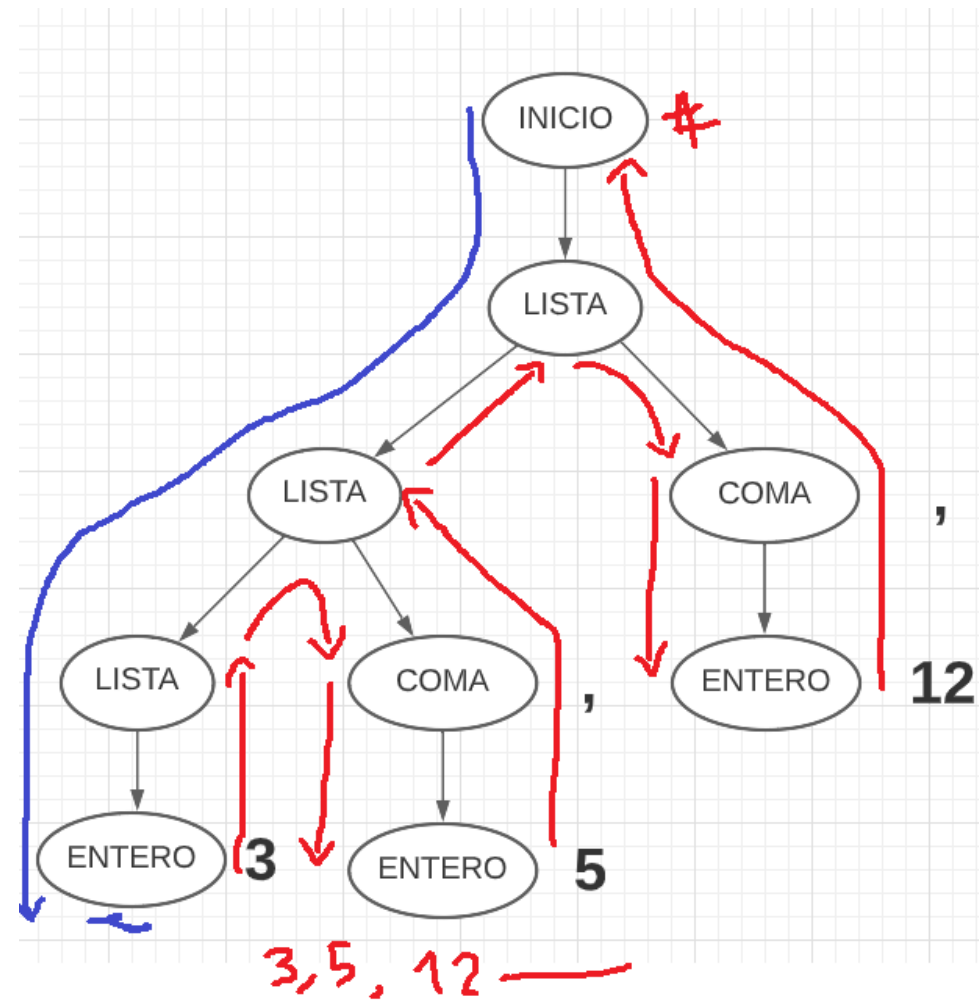 INICIO
LISTA
LISTA
COMA ,
LISTA
COMA ,
ENTERO 12
ENTERO 3
ENTERO 5
3,5, 12